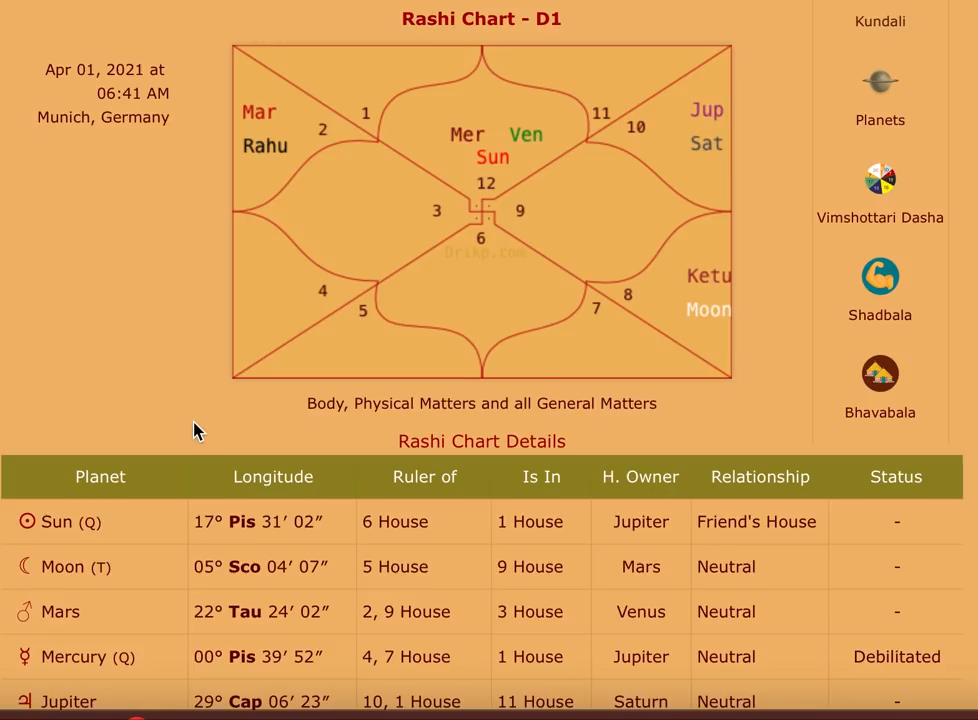 Rashi Chart - D1
Apr 01, 2021 at
06:41 AM
Munich, Germany
Mar
Rahu
2
1
Mer Ven
Sun
12
11
10
Jup
Sat
3
9
6
Drikp.com
4
5
7
8
Ketu
Moon
Body, Physical Matters and all General Matters
Kundali
Planets
Vimshottari Dasha
Shadbala
Bhavabala
Rashi Chart Details
Planet Longitude Ruler of Is In H. Owner Relationship Status
☉ Sun (Q) 17° Pis 31′ 02″ 6 House 1 House Jupiter Friend's House -
☾ Moon (T) 05° Sco 04′ 07″ 5 House 9 House Mars Neutral -
♂ Mars 22° Tau 24′ 02″ 2, 9 House 3 House Venus Neutral -
☿ Mercury (Q) 00° Pis 39′ 52″ 4, 7 House 1 House Jupiter Neutral Debilitated
♃ Jupiter 29° Cap 06′ 23″ 10, 1 House 11 House Saturn Neutral -